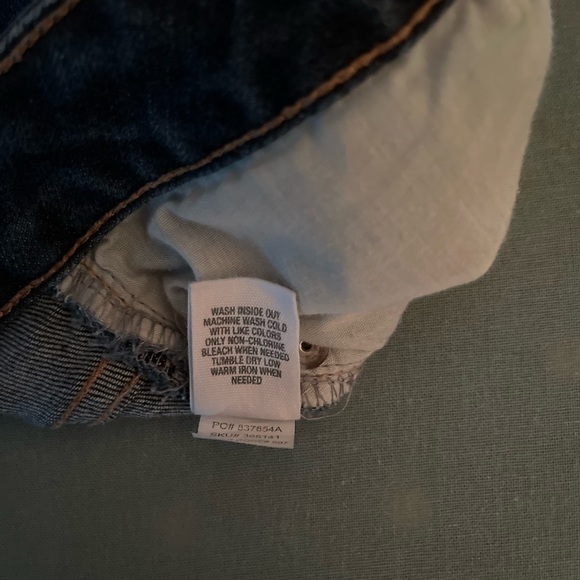 WASH INSIDE OUT
MACHINE WASH COLD
WITH LIKE COLORS
ONLY NON-CHLORINE
BLEACH WHEN NEEDED
TUMBLE DRY LOW
WARM IRON WHEN
NEEDED
PO# 537654A